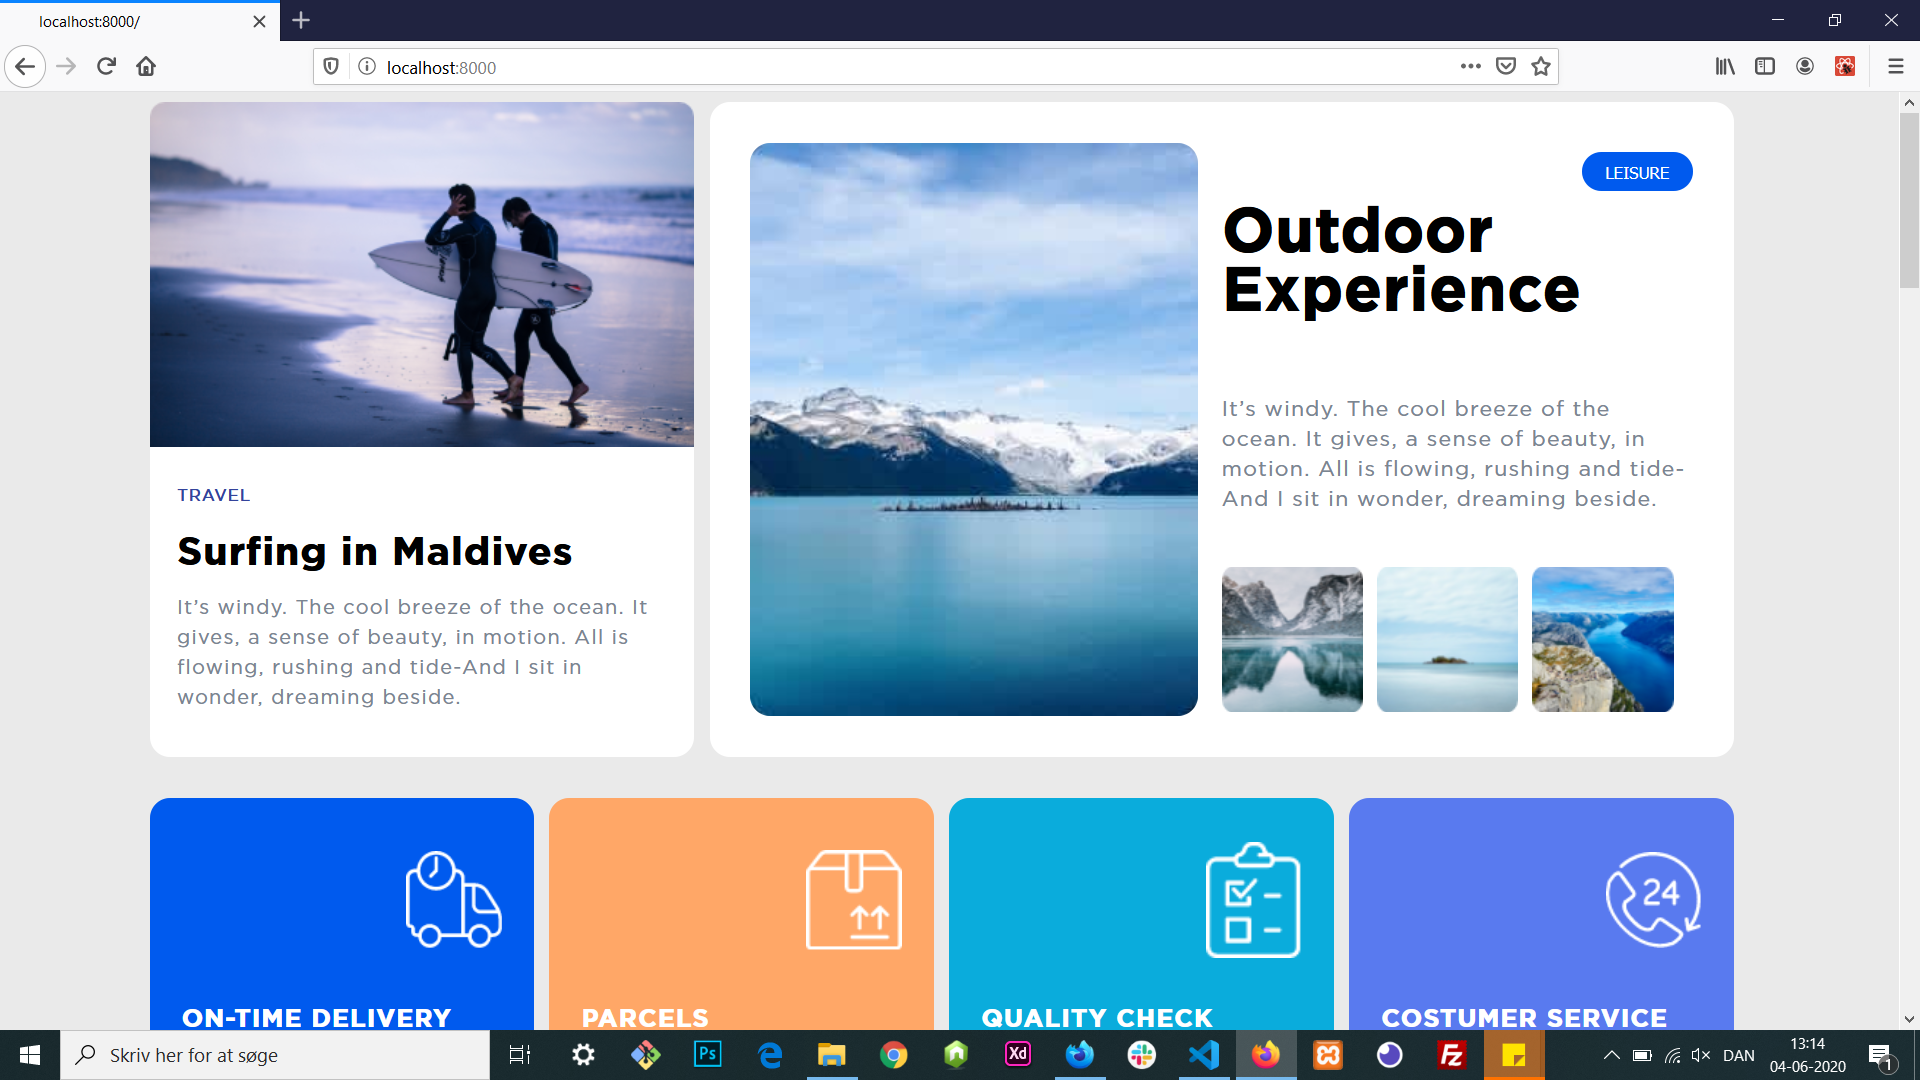 localhost:8000/
localhost:8000
LEISURE
Outdoor
Experience
It's windy. The cool breeze of the
ocean. It gives, a sense of beauty, in
motion. All is flowing, rushing and tide-
And I sit in wonder, dreaming beside.
TRAVEL
Surfing in Maldives
It's windy. The cool breeze of the ocean. It
gives, a sense of beauty, in motion. All is
flowing, rushing and tide-And I sit in
wonder, dreaming beside.
24
ON-TIME DELIVERY
PARCELS
QUALITY CHECK
COSTUMER SERVICE
Skriv her for at søge
Ps
Xd
Fz
DAN
13:14
04-06-2020
1